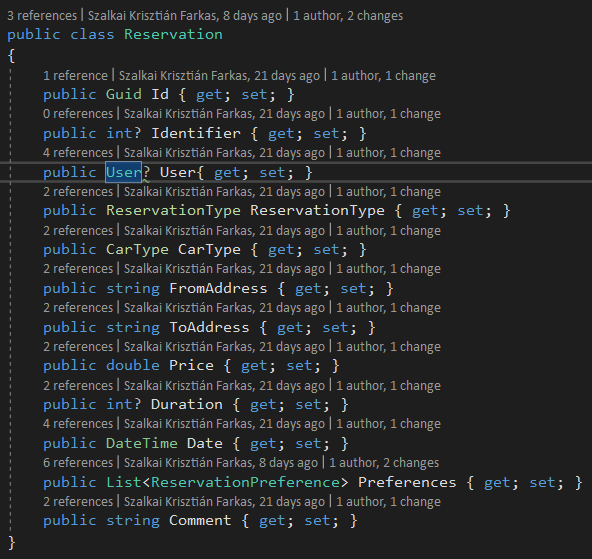 3 references | Szalkai Krisztián Farkas, 8 days ago | 1 author, 2 changes
public class Reservation
{
1 reference | Szalkai Krisztián Farkas, 21 days ago | 1 author, 1 change
public Guid Id { get; set; }
0 references | Szalkai Krisztián Farkas, 21 days ago | 1 author, 1 change
public int? Identifier { get; set; }
4 references | Szalkai Krisztián Farkas, 21 days ago | 1 author, 1 change
public User? User{ get; set; }
2 references | Szalkai Krisztián Farkas, 21 days ago | 1 author, 1 change
public ReservationType ReservationType { get; set; }
2 references | Szalkai Krisztián Farkas, 21 days ago | 1 author, 1 change
public CarType CarType { get; set; }
2 references | Szalkai Krisztián Farkas, 21 days ago | 1 author, 1 change
public string FromAddress { get; set; }
2 references | Szalkai Krisztián Farkas, 21 days ago | 1 author, 1 change
public string ToAddress { get; set; }
2 references | Szalkai Krisztián Farkas, 21 days ago | 1 author, 1 change
public double Price { get; set; }
2 references | Szalkai Krisztián Farkas, 21 days ago | 1 author, 1 change
public int? Duration { get; set; }
4 references | Szalkai Krisztián Farkas, 21 days ago | 1 author, 1 change
public DateTime Date { get; set; }
6 references | Szalkai Krisztián Farkas, 8 days ago | 1 author, 2 changes
public List<ReservationPreference> Preferences { get; set; }
2 references | Szalkai Krisztián Farkas, 21 days ago | 1 author, 1 change
public string Comment { get; set; }
}